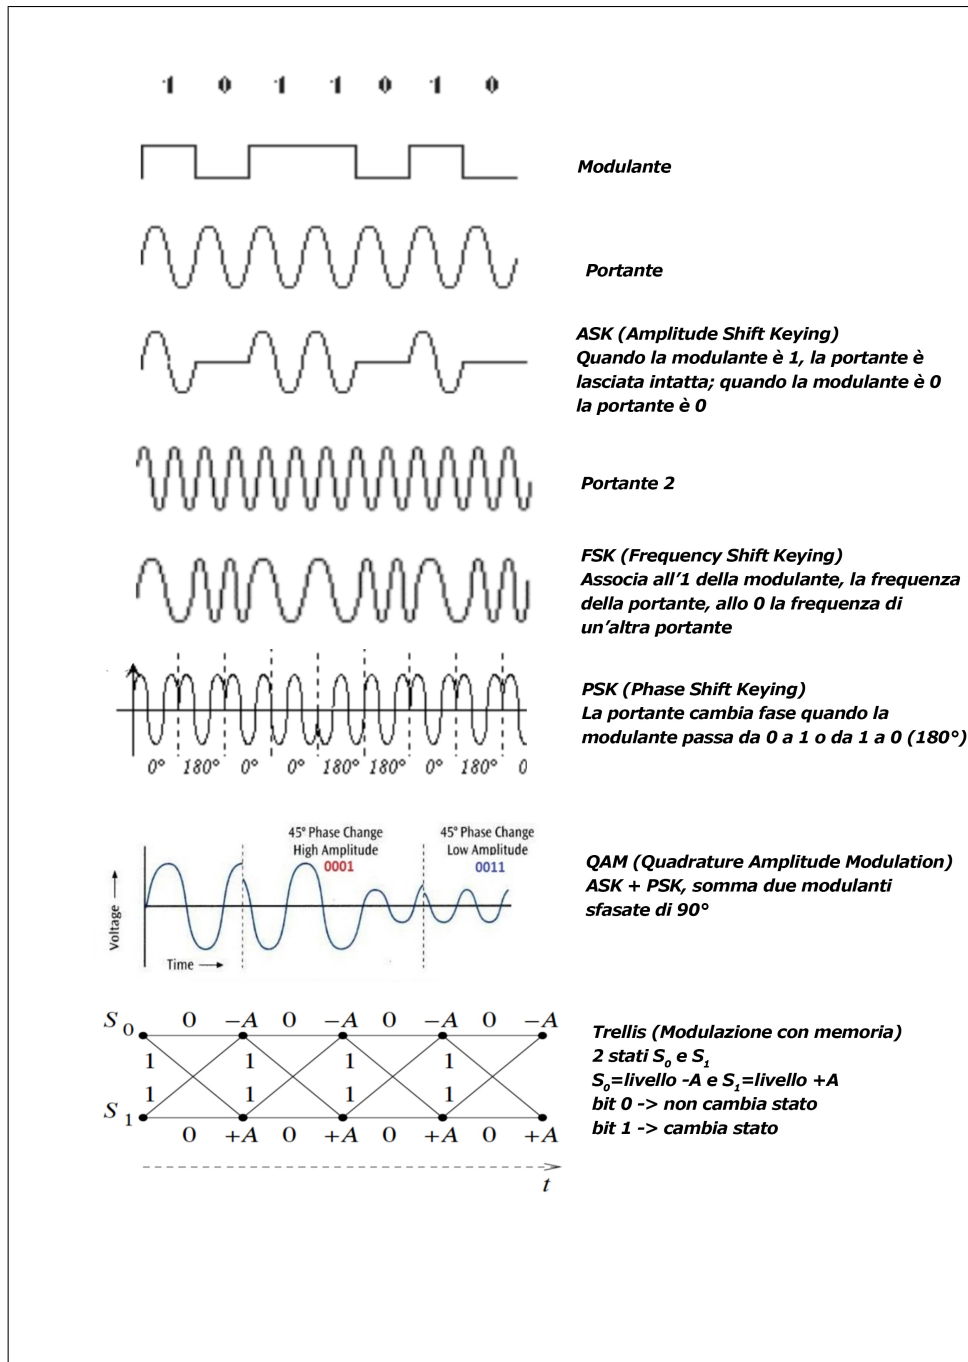 1 0 1 1 0 1 0
Modulante
Portante
ASK (Amplitude Shift Keying)
Quando la modulante è 1, la portante è
lasciata intatta; quando la modulante è 0
la portante è 0
Portante 2
FSK (Frequency Shift Keying)
Associa all'1 della modulante, la frequenza
della portante, allo 0 la frequenza di
un'altra portante
PSK (Phase Shift Keying)
La portante cambia fase quando la
modulante passa da 0 a 1 o da 1 a 0 (180°)
0° 180° 0° 0° 180° 180° 0° 180° 0
45° Phase Change
High Amplitude
0001
45° Phase Change
Low Amplitude
0011
Voltage
Time
QAM (Quadrature Amplitude Modulation)
ASK + PSK, somma due modulanti
sfasate di 90°
S0 0 -A 0 -A 0 -A 0 -A
1 1 1 1
1 1 1 1
S1 0 +A 0 +A 0 +A 0 +A
t
Trellis (Modulazione con memoria)
2 stati S0 e S1
S0=livello -A e S1=livello +A
bit 0 -> non cambia stato
bit 1 -> cambia stato